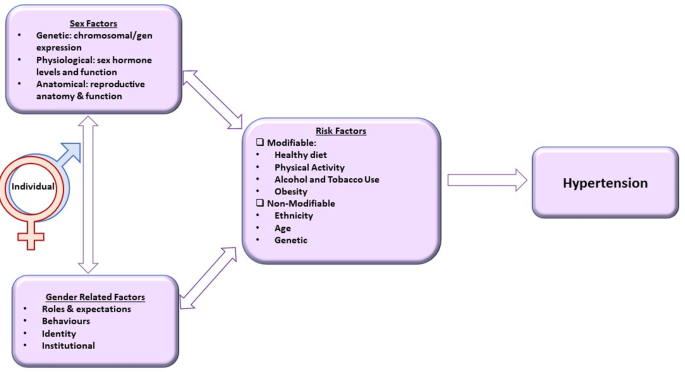 Sex Factors
• Genetic: chromosomal/gen
expression
• Physiological: sex hormone
levels and function
• Anatomical: reproductive
anatomy & function
Individual
Gender Related Factors
• Roles & expectations
• Behaviours
• Identity
• Institutional
Risk Factors
❑ Modifiable:
• Healthy diet
• Physical Activity
• Alcohol and Tobacco Use
• Obesity
❑ Non-Modifiable
• Ethnicity
• Age
• Genetic
Hypertension